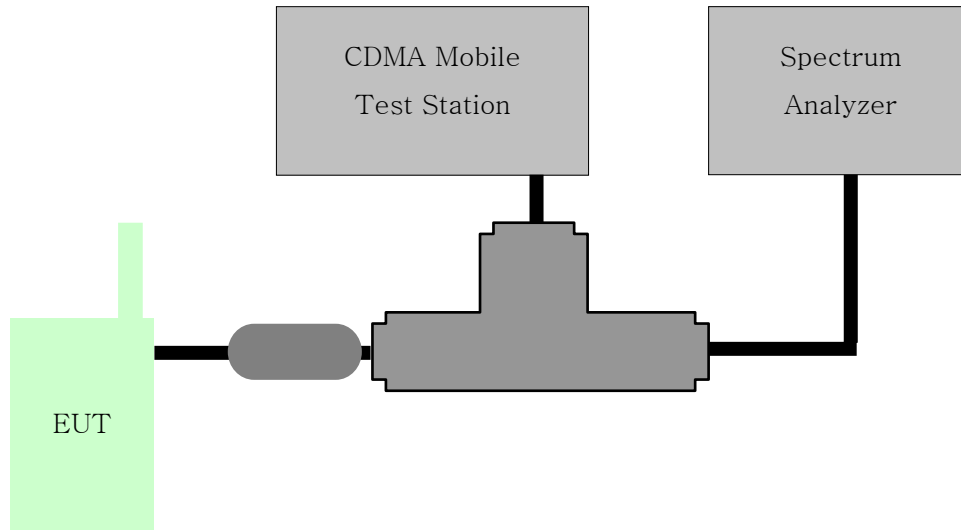 CDMA Mobile
Test Station
Spectrum
Analyzer
EUT